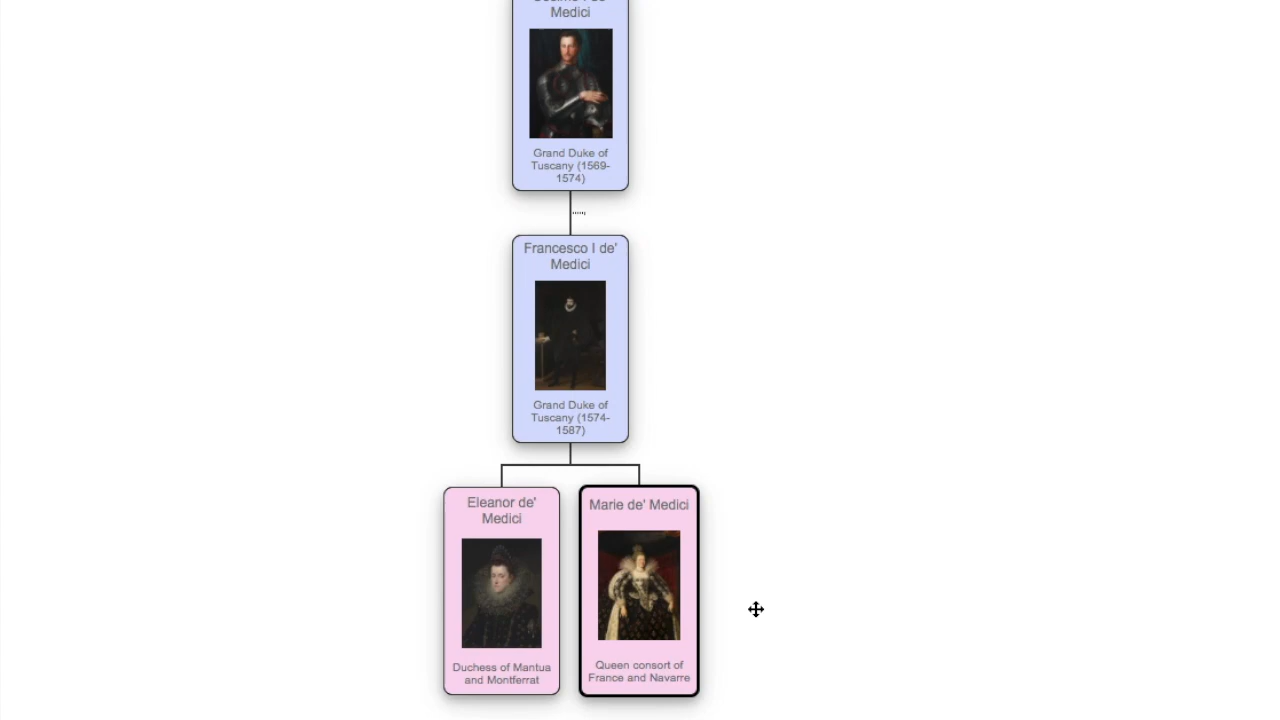 Medici
Grand Duke of
Tuscany (1569-
1574)
Francesco I de'
Medici
Grand Duke of
Tuscany (1574-
1587)
Eleanor de'
Medici
Marie de' Medici
Duchess of Mantua
and Montferrat
Queen consort of
France and Navarre